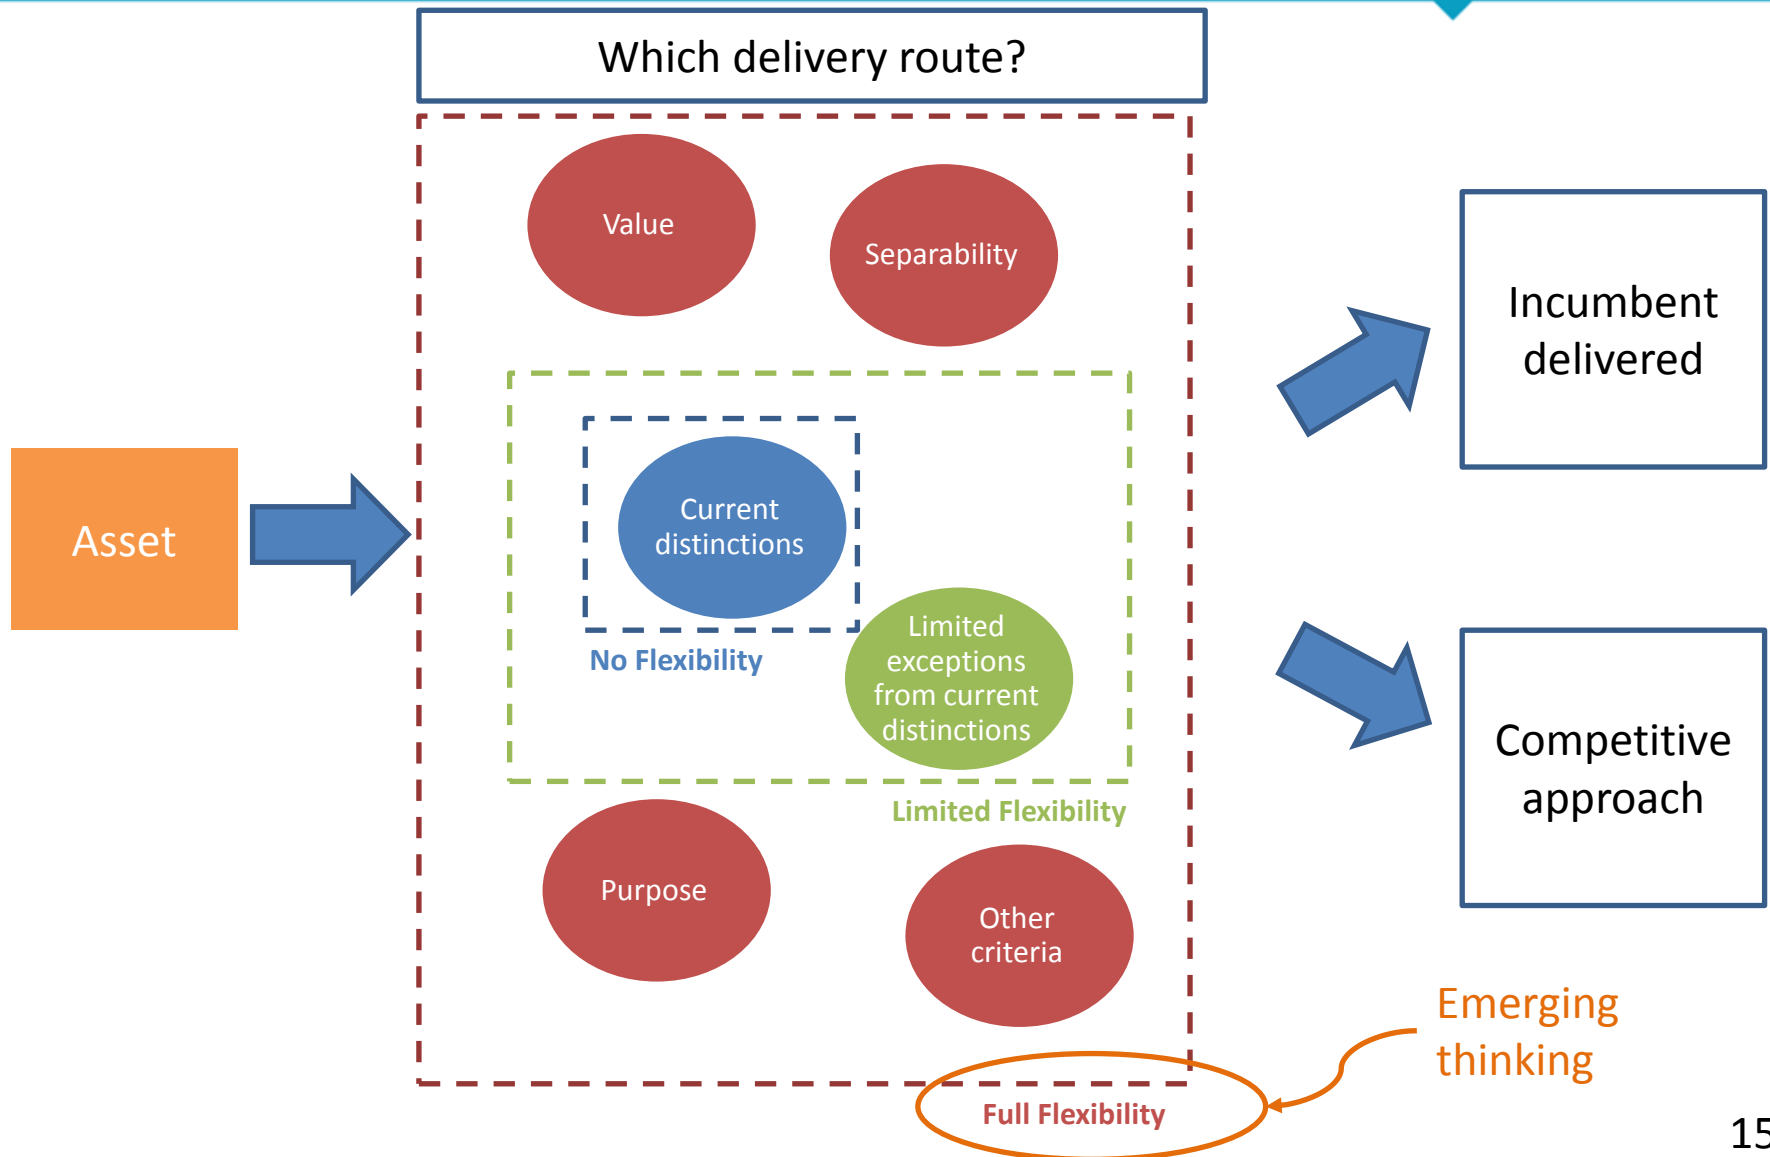 Which delivery route?
Value
Separability
Incumbent
delivered
Asset
Current
distinctions
No Flexibility
Limited
exceptions
from current
distinctions
Limited Flexibility
Competitive
approach
Purpose
Other
criteria
Emerging
thinking
Full Flexibility
15